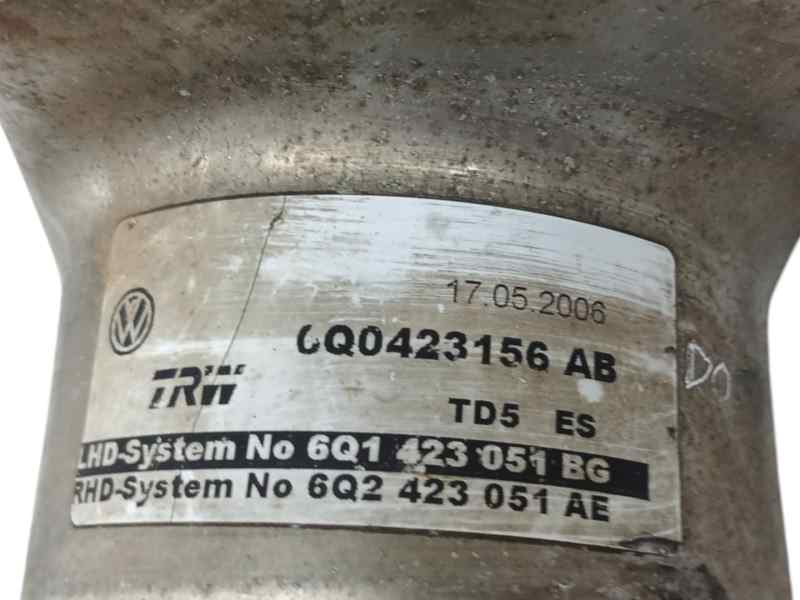 17.05.2006
6Q0423156 AB
TRW
TD5 ES
LHD-System No 6Q1 423 051 BG
RHD-System No 6Q2 423 051 AE